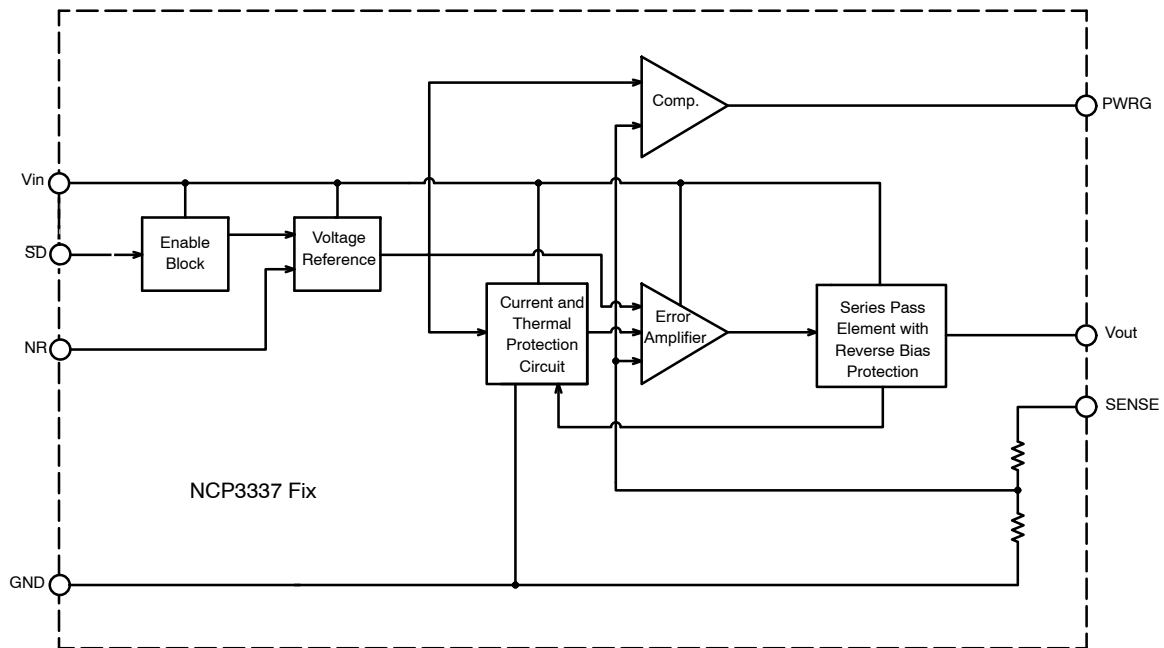 Comp.
PWRG
Vin
Enable
Block
Voltage
Reference
S̅D̅
Current and
Thermal
Protection
Circuit
Error
Amplifier
Series Pass
Element with
Reverse Bias
Protection
Vout
NR
SENSE
NCP3337 Fix
GND